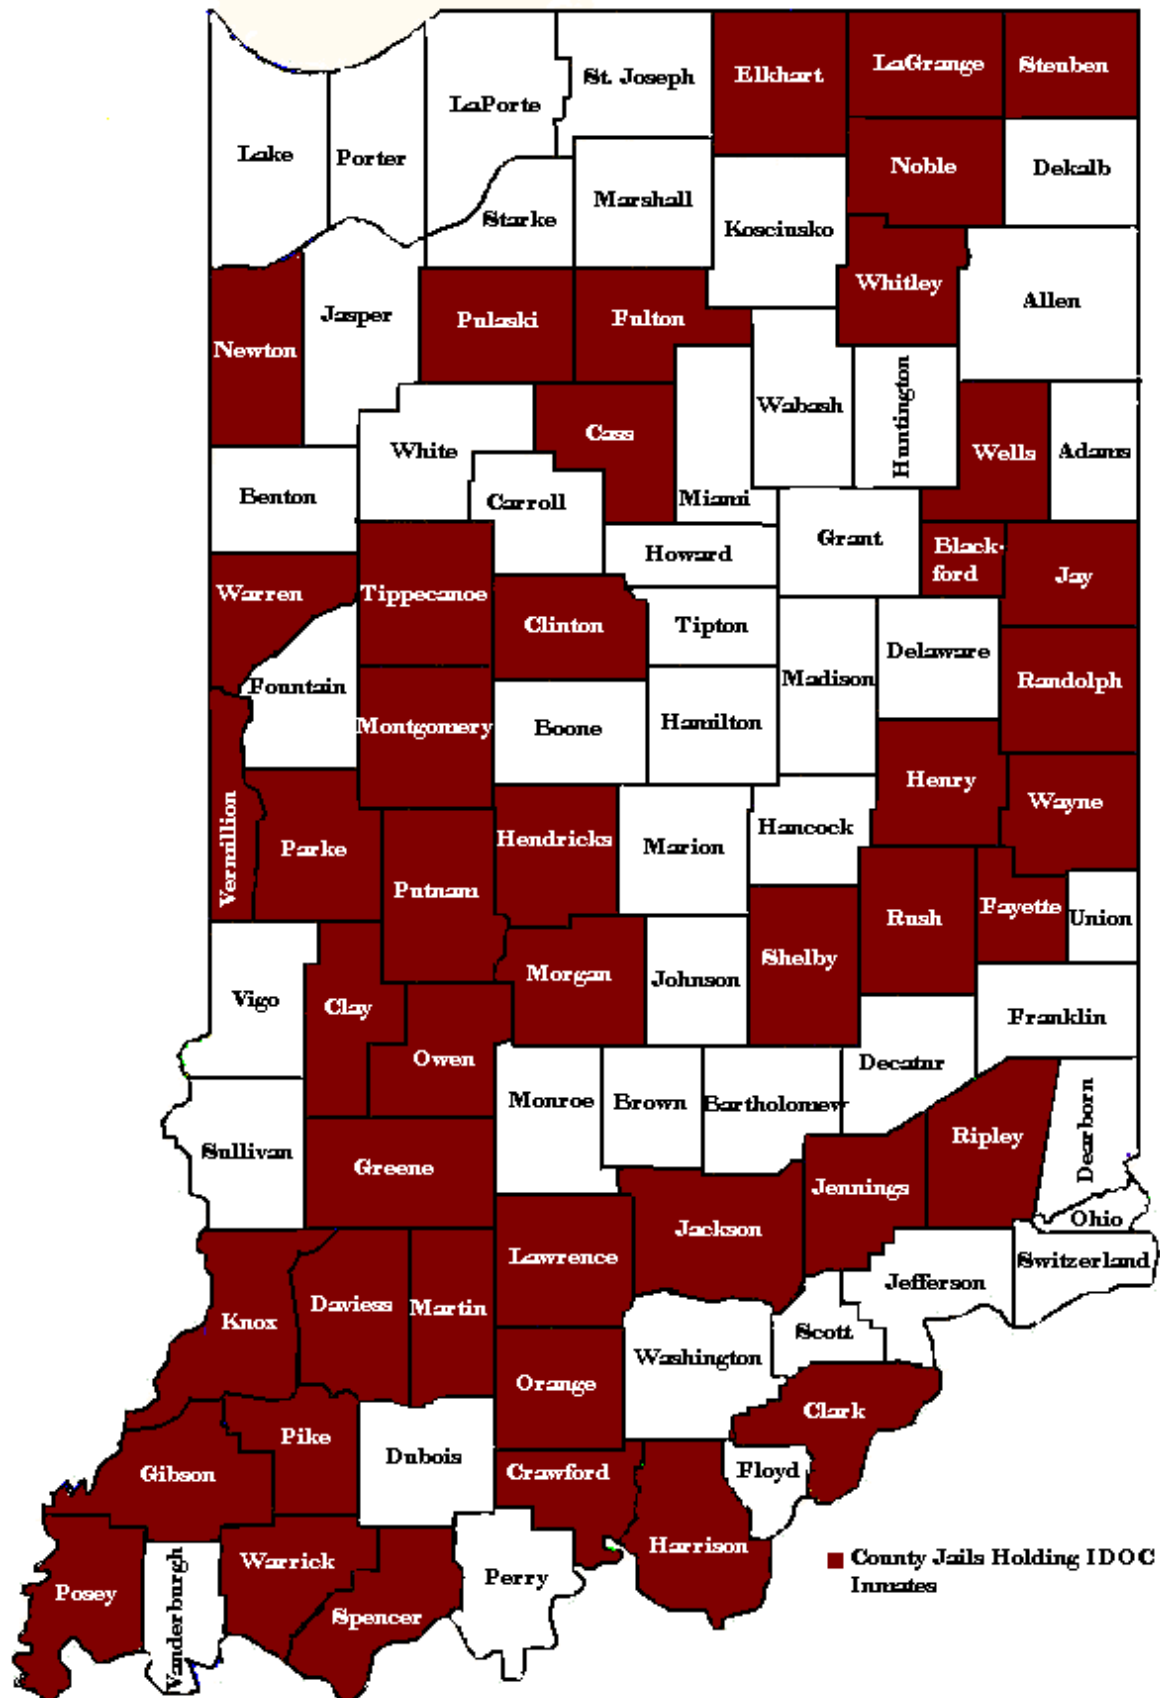 St. Joseph
Elkhart
LaGrange
Steuben
LaPorte
Lake
Porter
Noble
Dekalb
Starke
Marshall
Kosciusko
Whitley
Allen
Jasper
Pulaski
Fulton
Newton
Wabash
Huntington
Cass
White
Wells
Adams
Benton
Carroll
Miami
Grant
Howard
Black-
ford
Jay
Warren
Tippecanoe
Clinton
Tipton
Delaware
Fountain
Madison
Randolph
Montgomery
Boone
Hamilton
Henry
Wayne
Vermillion
Parke
Hendricks
Marion
Hancock
Putnam
Rush
Fayette
Union
Morgan
Johnson
Shelby
Vigo
Clay
Franklin
Owen
Decatur
Monroe
Brown
Bartholomew
Dearborn
Sullivan
Greene
Ripley
Jennings
Ohio
Jackson
Lawrence
Switzerland
Jefferson
Knox
Daviess
Martin
Scott
Washington
Orange
Clark
Pike
Dubois
Gibson
Crawford
Floyd
Harrison
Warrick
Perry
Posey
Vanderburgh
Spencer
County Jails Holding IDOC
Inmates